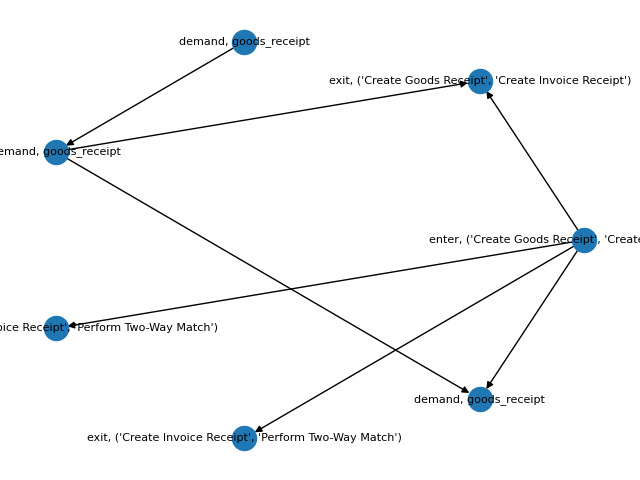 demand, goods_receipt
exit, ('Create Goods Receipt', 'Create Invoice Receipt')
demand, goods_receipt
enter, ('Create Goods Receipt', 'Create
Receipt', 'Perform Two-Way Match')
demand, goods_receipt
exit, ('Create Invoice Receipt', 'Perform Two-Way Match')